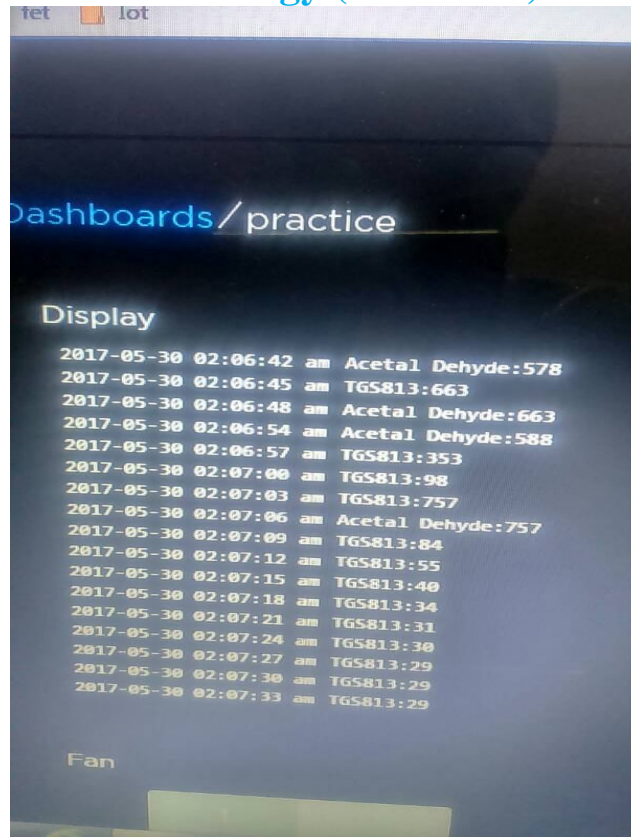 fet lot
Dashboards/practice
Display
2017-05-30 02:06:42 am Acetal Dehyde:578
2017-05-30 02:06:45 am TGS813:663
2017-05-30 02:06:48 am Acetal Dehyde:663
2017-05-30 02:06:54 am Acetal Dehyde:588
2017-05-30 02:06:57 am TGS813:353
2017-05-30 02:07:00 am TGS813:98
2017-05-30 02:07:03 am TGS813:757
2017-05-30 02:07:06 am Acetal Dehyde:757
2017-05-30 02:07:09 am TGS813:84
2017-05-30 02:07:12 am TGS813:55
2017-05-30 02:07:15 am TGS813:40
2017-05-30 02:07:18 am TGS813:34
2017-05-30 02:07:21 am TGS813:31
2017-05-30 02:07:24 am TGS813:30
2017-05-30 02:07:27 am TGS813:29
2017-05-30 02:07:30 am TGS813:29
2017-05-30 02:07:33 am TGS813:29
Fan